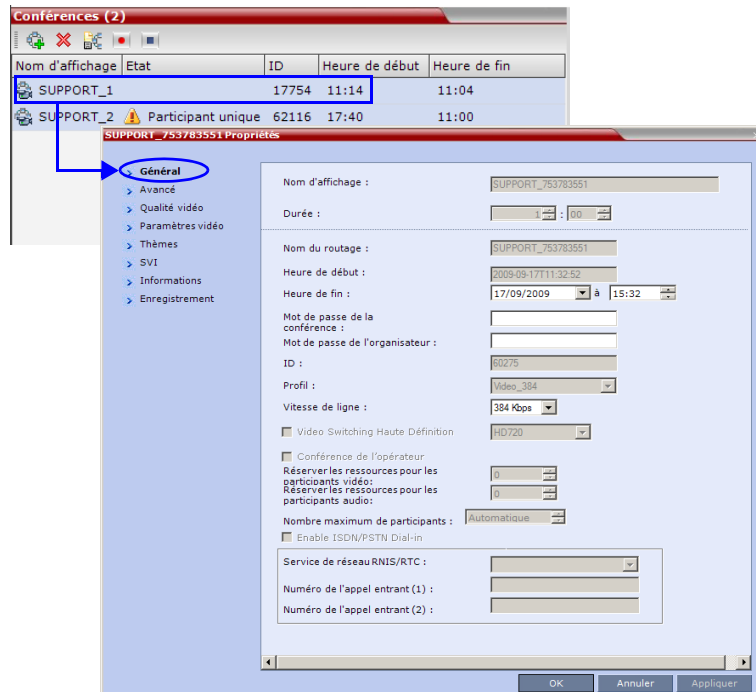 Conférences (2)
Nom d'affichage Etat ID Heure de début Heure de fin
SUPPORT_1 17754 11:14 11:04
SUPPORT_2 Participant unique 62116 17:40 11:00
SUPPORT_753783551 Propriétés
Général
Avancé
Qualité vidéo
Paramètres vidéo
Thèmes
SVI
Informations
Enregistrement
Nom d'affichage : SUPPORT_753783551
Durée : 1 : 00
Nom du routage : SUPPORT_753783551
Heure de début : 2009-09-17T11:32:52
Heure de fin : 17/09/2009 à 15:32
Mot de passe de la
conférence :
Mot de passe de l'organisateur :
ID : 60275
Profil : Video_384
Vitesse de ligne : 384 Kbps
Video Switching Haute Définition HD720
Conférence de l'opérateur
Réserver les ressources pour les
participants vidéo: 0
Réserver les ressources pour les
participants audio: 0
Nombre maximum de participants : Automatique
Enable ISDN/PSTN Dial-in
Service de réseau RNIS/RTC :
Numéro de l'appel entrant (1) :
Numéro de l'appel entrant (2) :
OK Annuler Appliquer